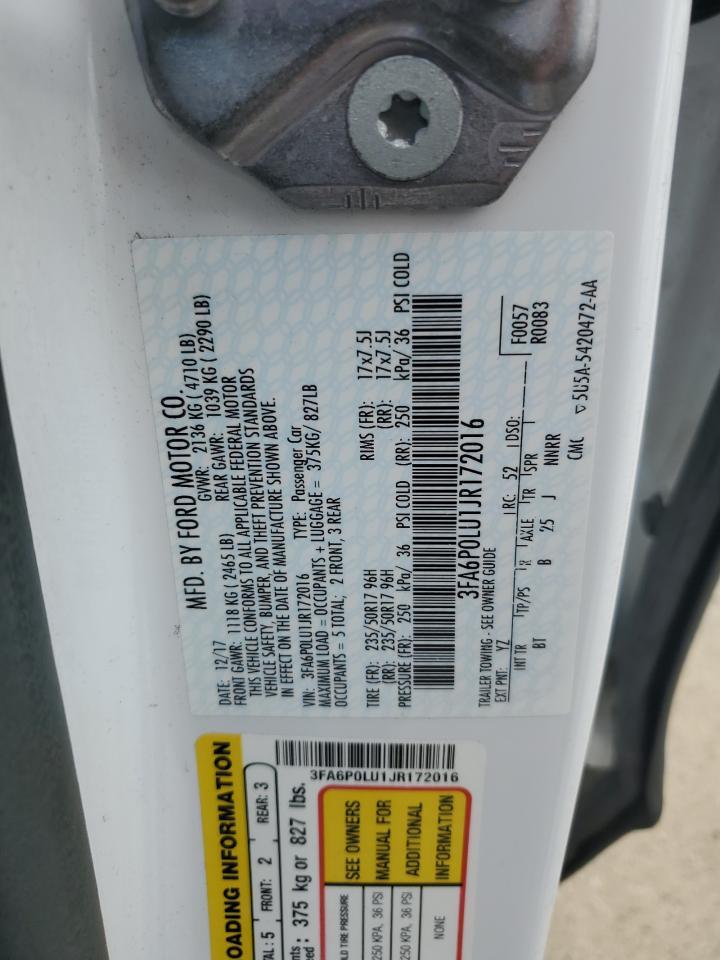 MFD. BY FORD MOTOR CO.
DATE: 12/17 GVWR: 2136 KG ( 4710 LB)
FRONT GAWR: 1118 KG ( 2465 LB) REAR GAWR: 1039 KG ( 2290 LB)
THIS VEHICLE CONFORMS TO ALL APPLICABLE FEDERAL MOTOR
VEHICLE SAFETY, BUMPER, AND THEFT PREVENTION STANDARDS
IN EFFECT ON THE DATE OF MANUFACTURE SHOWN ABOVE.
VIN: 3FA6P0LU1JR172016 TYPE: Passenger Car
MAXIMUM LOAD = OCCUPANTS + LUGGAGE = 375KG/ 827LB
OCCUPANTS = 5 TOTAL; 2 FRONT, 3 REAR
TIRE (FR): 235/50R17 96H RIMS (FR): 17x7.5J
(RR): 235/50R17 96H (RR): 17x7.5J
PRESSURE (FR): 250 kPa/ 36 PSI COLD (RR): 250 kPa/ 36 PSI COLD
3FA6P0LU1JR172016
TRAILER TOWING - SEE OWNER GUIDE
EXT PNT: YZ RC: 52 DSO: F0057
R0083
INT TR TP/PS R AXLE TR SPR
BT B 25 J NNRR
CMC ▽ 5U5A-5420472-AA
3FA6P0LU1JR172016
OADING INFORMATION
TAL: 5 FRONT: 2 REAR: 3
nts : 375 kg or 827 lbs.
OLD TIRE PRESSURE
250 KPA, 36 PSI
250 KPA, 36 PSI
NONE
SEE OWNERS
MANUAL FOR
ADDITIONAL
INFORMATION